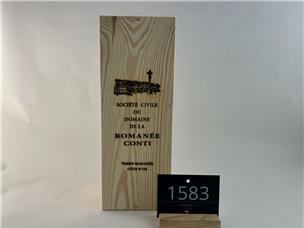 SOCIÉTÉ CIVILE
DU
DOMAINE
DE LA
ROMANÉE
CONTI
VOSNE-ROMANÉE
CÔTE D'OR
1583